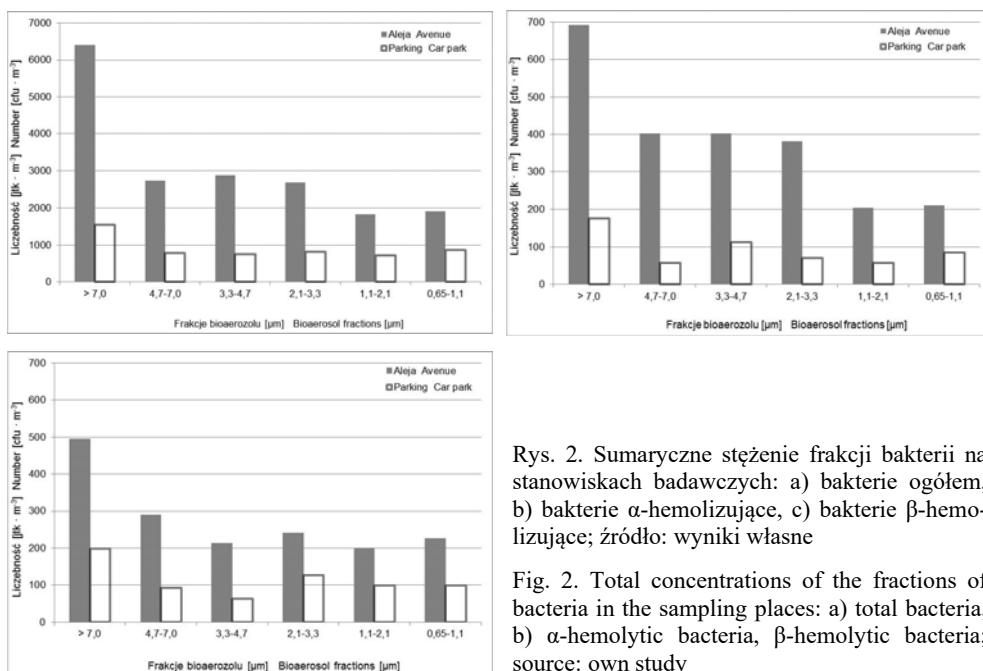 7000
6000
5000
4000
3000
2000
1000
0
Liczebność [jtk · m⁻³] Number [cfu · m⁻³]
Aleja Avenue
Parking Car park
> 7,0 4,7-7,0 3,3-4,7 2,1-3,3 1,1-2,1 0,65-1,1
Frakcje bioaerozolu [µm] Bioaerosol fractions [µm]
700
600
500
400
300
200
100
0
Liczebność [jtk · m⁻³] Number [cfu · m⁻³]
Aleja Avenue
Parking Car park
> 7,0 4,7-7,0 3,3-4,7 2,1-3,3 1,1-2,1 0,65-1,1
Frakcje bioaerozolu [µm] Bioaerosol fractions [µm]
700
600
500
400
300
200
100
0
Liczebność [jtk · m⁻³] Number [cfu · m⁻³]
Aleja Avenue
Parking Car park
> 7,0 4,7-7,0 3,3-4,7 2,1-3,3 1,1-2,1 0,65-1,1
Frakcje bioaerozolu [µm] Bioaerosol fractions [µm]
Rys. 2. Sumaryczne stężenie frakcji bakterii na
stanowiskach badawczych: a) bakterie ogółem,
b) bakterie α-hemolizujące, c) bakterie β-hemo-
lizujące; źródło: wyniki własne
Fig. 2. Total concentrations of the fractions of
bacteria in the sampling places: a) total bacteria,
b) α-hemolytic bacteria, β-hemolytic bacteria;
source: own study